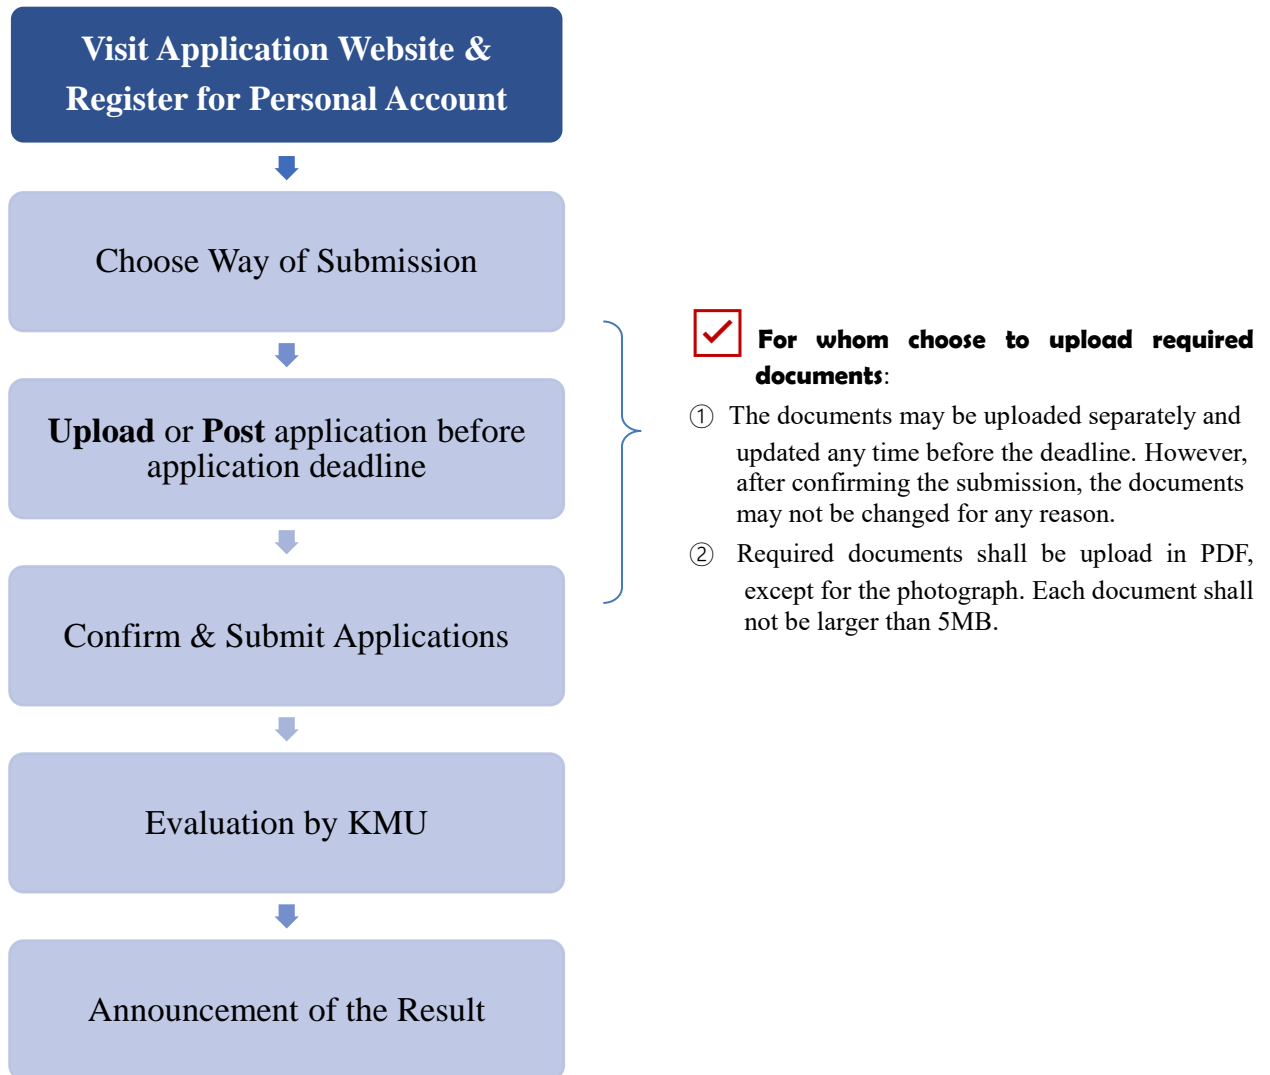 Visit Application Website &
Register for Personal Account
Choose Way of Submission
Upload or Post application before
application deadline
Confirm & Submit Applications
Evaluation by KMU
Announcement of the Result
For whom choose to upload required
documents:
① The documents may be uploaded separately and
updated any time before the deadline. However,
after confirming the submission, the documents
may not be changed for any reason.
② Required documents shall be upload in PDF,
except for the photograph. Each document shall
not be larger than 5MB.